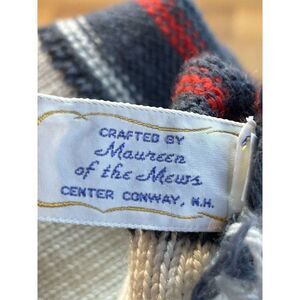 CRAFTED BY
Maureen
of the Mews
CENTER CONWAY, N.H.